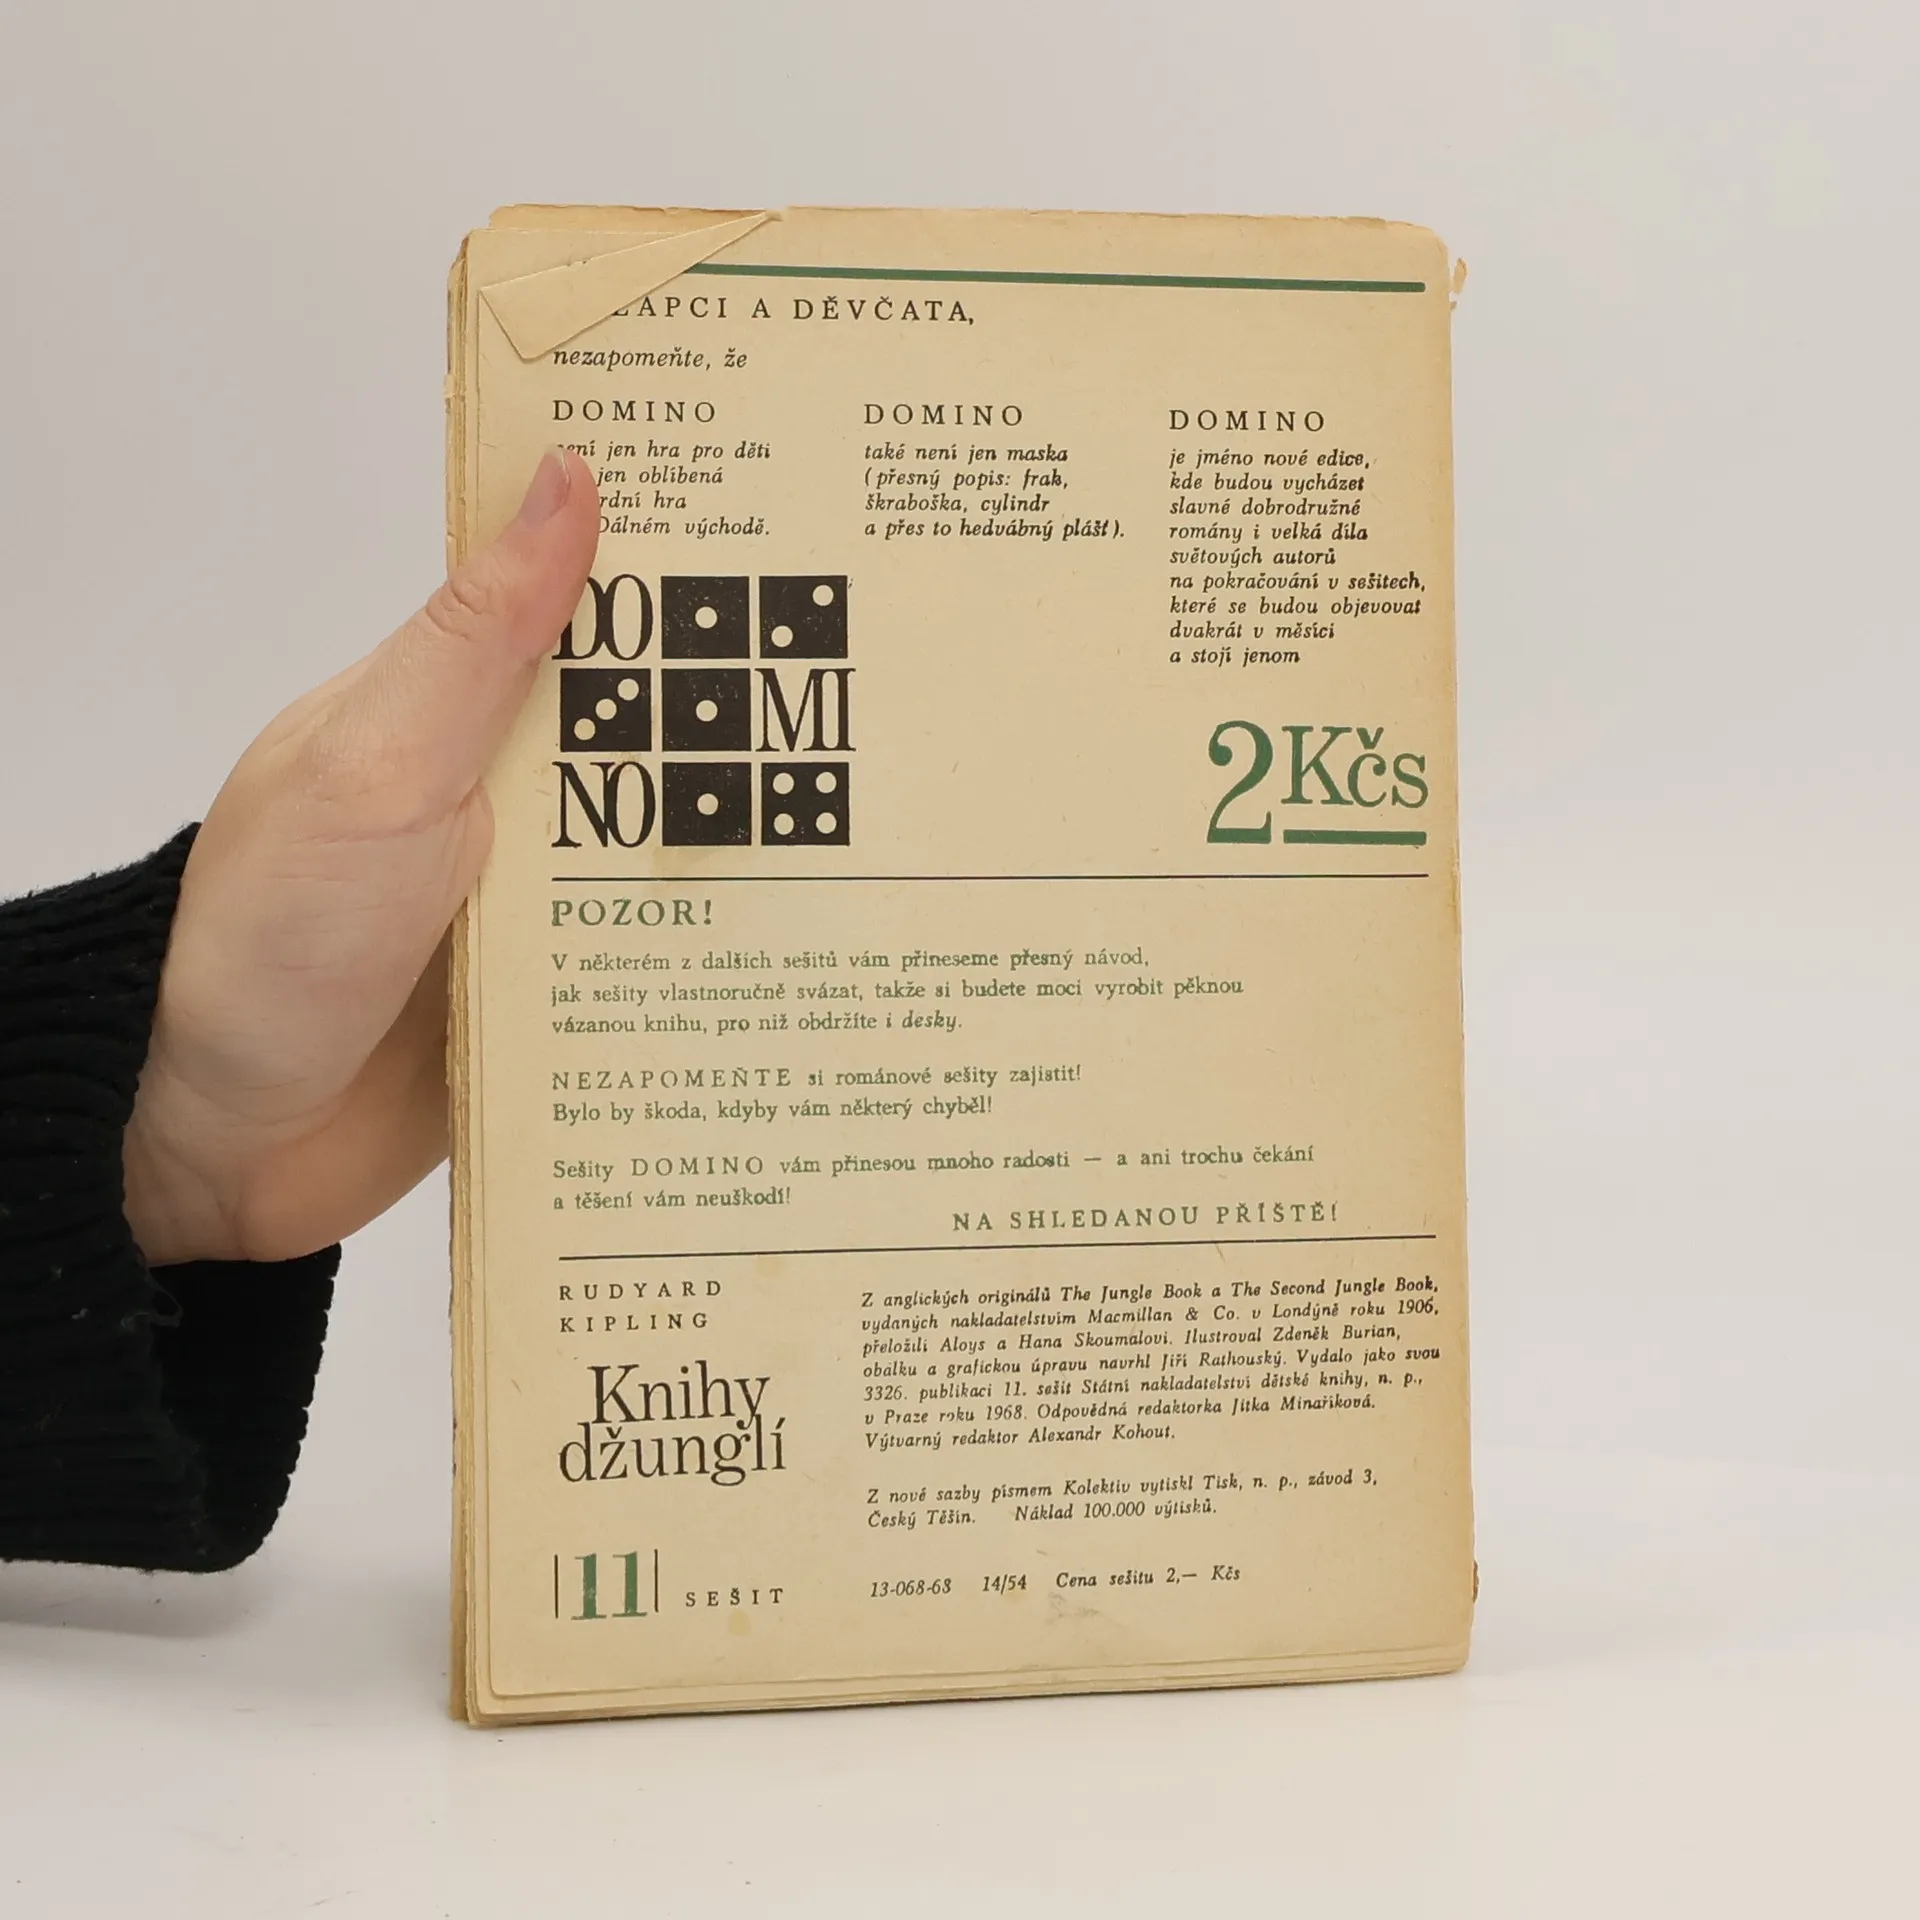 A DĚVČATA,
nezapomeňte, že
DOMINO
jen hra pro děti
jen oblíbená
hra
Dálném východě.
DOMINO
také není jen maska
(přesný popis: frak,
škraboška, cylindr
a přes to hedvábný plášť).
DOMINO
je jméno nové edice,
kde budou vycházet
slavné dobrodružné
romány i velká díla
světových autorů
na pokračování v sešitech,
které se budou objevovat
dvakrát v měsíci
a stojí jenom
DO
MI
NO
2Kčs
POZOR!
V některém z dalších sešitů vám přineseme přesný návod,
jak sešity vlastnoručně svázat, takže si budete moci vyrobit pěknou
vázanou knihu, pro niž obdržíte i desky.
NEZAPOMEŇTE si románové sešity zajistit!
Bylo by škoda, kdyby vám některý chyběl!
Sešity DOMINO vám přinesou mnoho radosti — a ani trochu čekání
a těšení vám neuškodí!
NA SHLEDANOU PŘÍŠTĚ!
RUDYARD
KIPLING
Knihy
džunglí
|11| SEŠIT
Z anglických originálů The Jungle Book a The Second Jungle Book,
vydaných nakladatelstvím Macmillan & Co. v Londýně roku 1906,
přeložili Aloys a Hana Skoumalovi. Ilustroval Zdeněk Burian,
obálku a grafickou úpravu navrhl Jiří Rathouský. Vydalo jako svou
3326. publikaci 11. sešit Státní nakladatelství dětské knihy, n. p.,
v Praze roku 1968. Odpovědná redaktorka Jitka Minaříková.
Výtvarný redaktor Alexandr Kohout.
Z nové sazby písmem Kolektiv vytiskl Tisk, n. p., závod 3,
Český Těšín. Náklad 100.000 výtisků.
13-068-68 14/54 Cena sešitu 2,— Kčs